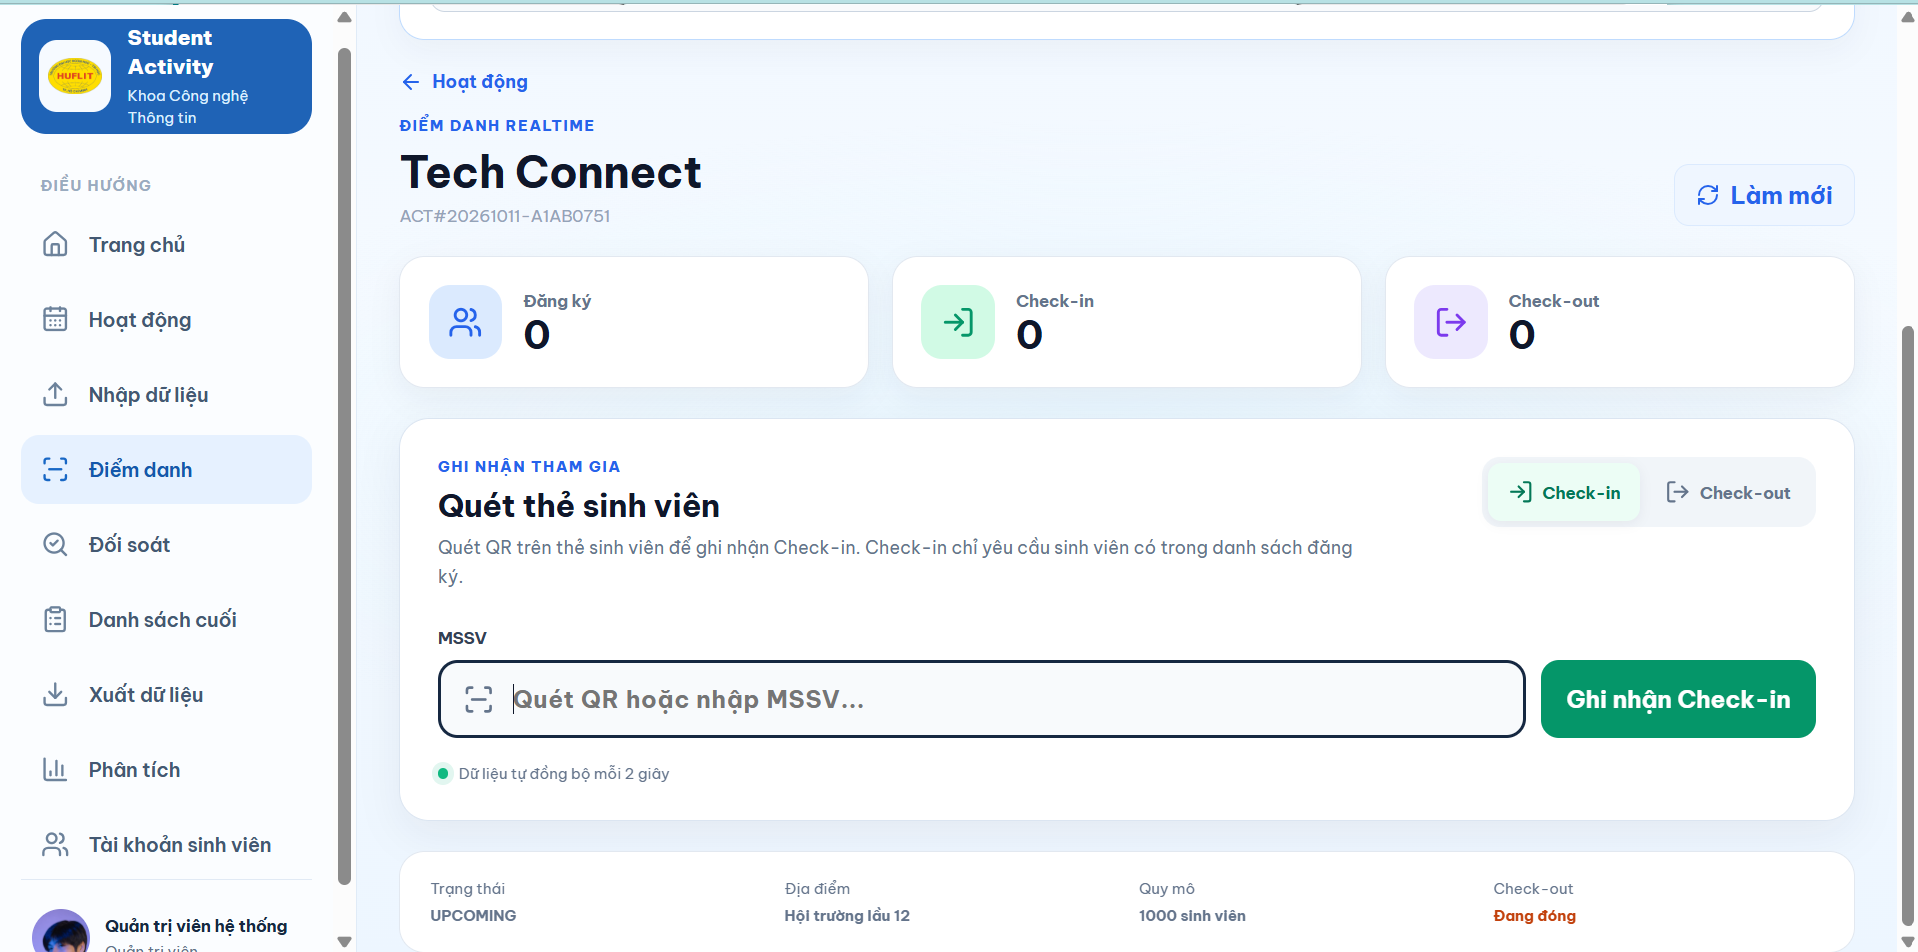 HUFLIT
Student
Activity
Khoa Công nghệ
Thông tin
ĐIỀU HƯỚNG
Trang chủ
Hoạt động
Nhập dữ liệu
Điểm danh
Đối soát
Danh sách cuối
Xuất dữ liệu
Phân tích
Tài khoản sinh viên
Quản trị viên hệ thống
Quản trị viên
Hoạt động
ĐIỂM DANH REALTIME
Tech Connect
ACT#20261011-A1AB0751
Làm mới
Đăng ký
0
Check-in
0
Check-out
0
GHI NHẬN THAM GIA
Quét thẻ sinh viên
Quét QR trên thẻ sinh viên để ghi nhận Check-in. Check-in chỉ yêu cầu sinh viên có trong danh sách đăng
ký.
Check-in
Check-out
MSSV
Quét QR hoặc nhập MSSV...
Ghi nhận Check-in
Dữ liệu tự đồng bộ mỗi 2 giây
Trạng thái
UPCOMING
Địa điểm
Hội trường lầu 12
Quy mô
1000 sinh viên
Check-out
Đang đóng